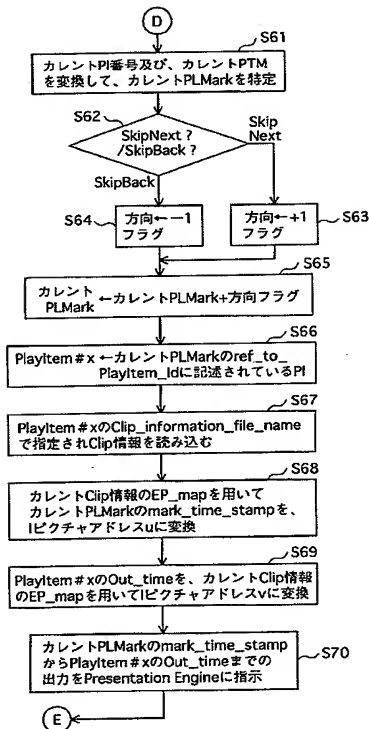 D
S61
カレントPI番号及び、カレントPTM
を変換して、カレントPLMarkを特定
S62
SkipNext ?
/SkipBack ?
Skip
Next
SkipBack
S64
方向←−1
フラグ
方向←+1
フラグ
S63
S65
カレント
PLMark ←カレントPLMark+方向フラグ
S66
PlayItem#x ←カレントPLMarkのref_to_
PlayItem_Idに記述されているPI
S67
PlayItem#xのClip_information_file_name
で指定されClip情報を読み込む
S68
カレントClip情報のEP_mapを用いて
カレントPLMarkのmark_time_stampを、
Iピクチャアドレスuに変換
S69
PlayItem#xのOut_timeを、カレントClip情報
のEP_mapを用いてIピクチャアドレスvに変換
S70
カレントPLMarkのmark_time_stamp
からPlayItem#xのOut_timeまでの
出力をPresentation Engineに指示
E